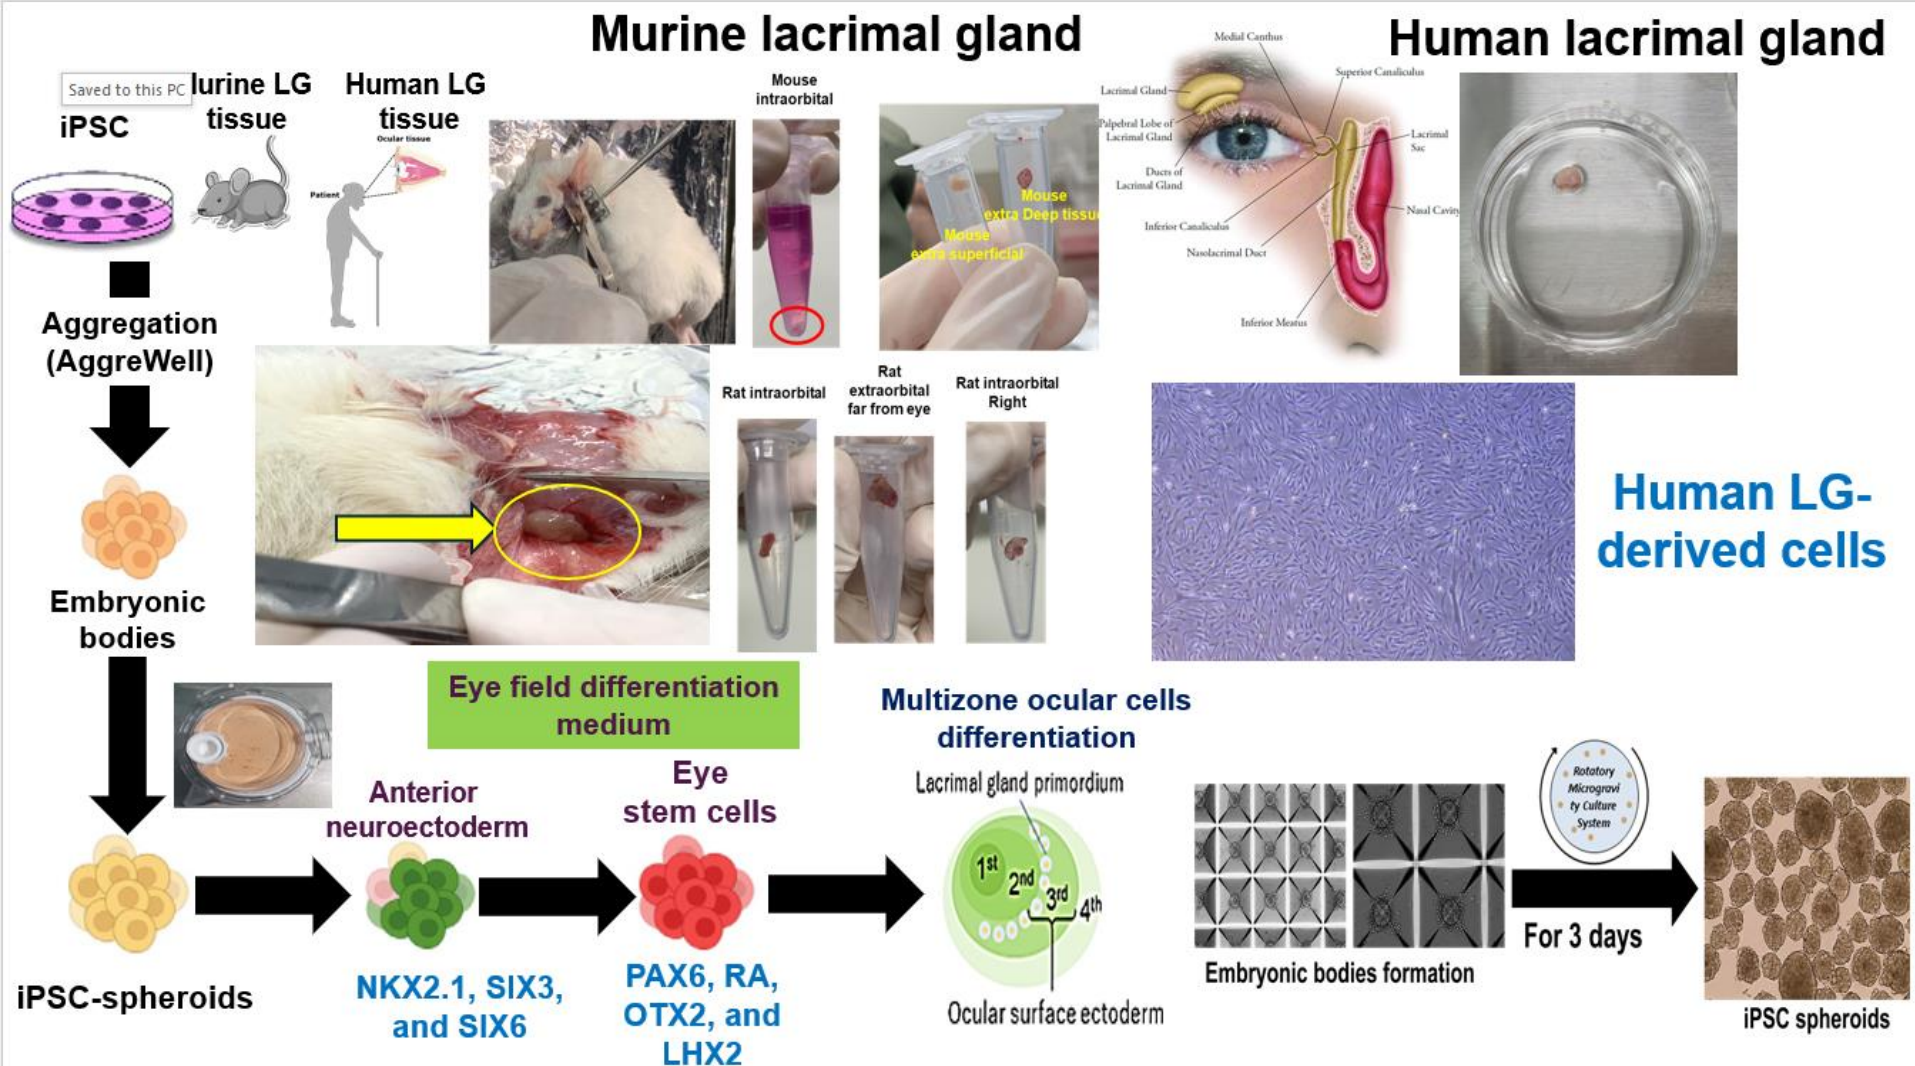 Murine lacrimal gland
Human lacrimal gland
Saved to this PC
iPSC
urine LG
tissue
Human LG
tissue
Ocular tissue
Patient
Mouse
intraorbital
Mouse
extra Deep tissu
Mouse
extra superficial
Medial Canthus
Superior Canaliculus
Lacrimal Gland
Palpebral Lobe of
Lacrimal Gland
Ducts of
Lacrimal Gland
Lacrimal
Sac
Nasal Cavity
Inferior Canaliculus
Nasolacrimal Duct
Inferior Meatus
Aggregation
(AggreWell)
Rat intraorbital
Rat
extraorbital
far from eye
Rat intraorbital
Right
Human LG-
derived cells
Embryonic
bodies
Eye field differentiation
medium
Multizone ocular cells
differentiation
Anterior
neuroectoderm
Eye
stem cells
Lacrimal gland primordium
1st
2nd
3rd
4th
Ocular surface ectoderm
iPSC-spheroids
NKX2.1, SIX3,
and SIX6
PAX6, RA,
OTX2, and
LHX2
Embryonic bodies formation
Rotatory
Microgravi
ty Culture
System
For 3 days
iPSC spheroids